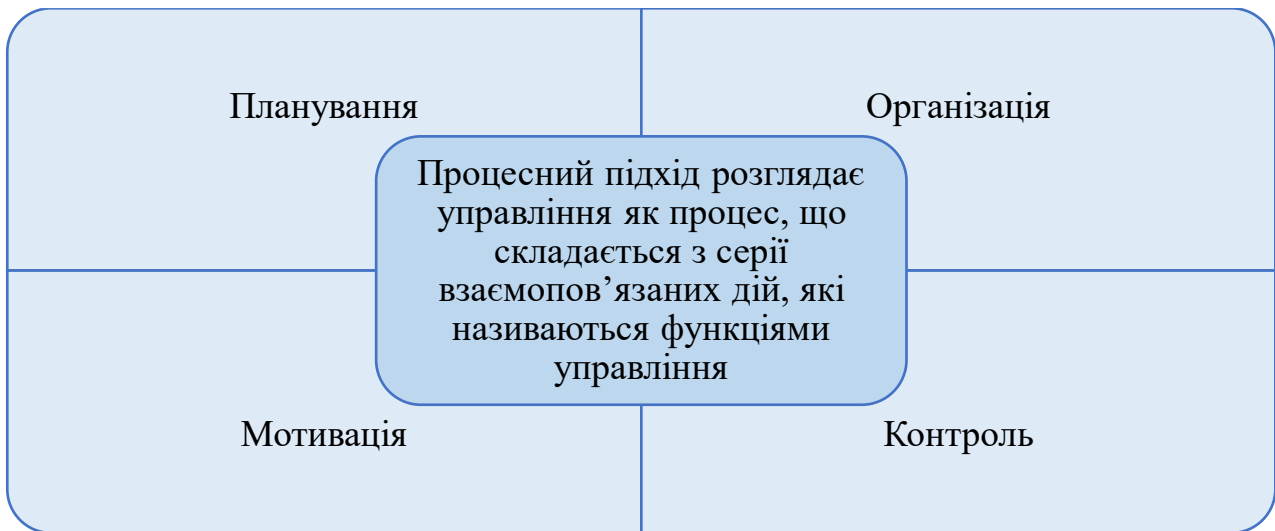 Планування
Організація
Процесний підхід розглядає
управління як процес, що
складається з серії
взаємопов’язаних дій, які
називаються функціями
управління
Мотивація
Контроль